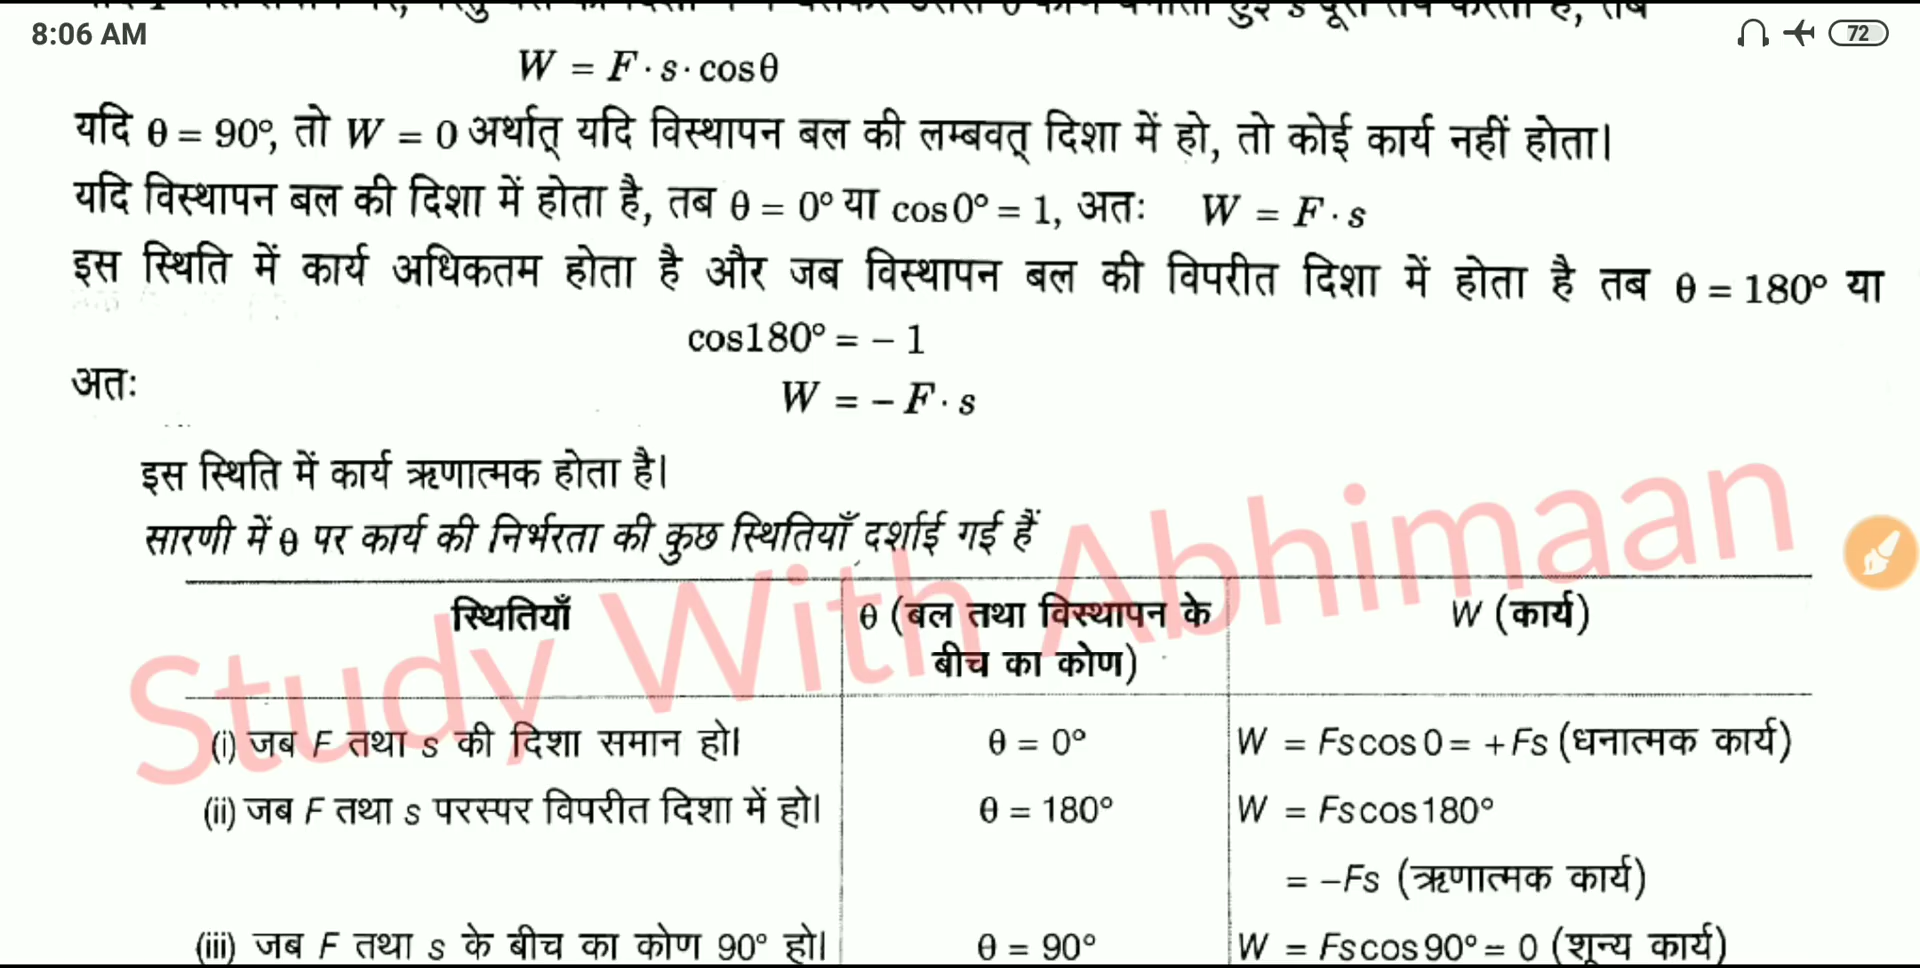 8:06 AM
72
W = F · s · cosθ
यदि θ = 90°, तो W = 0 अर्थात् यदि विस्थापन बल की लम्बवत् दिशा में हो, तो कोई कार्य नहीं होता।
यदि विस्थापन बल की दिशा में होता है, तब θ = 0° या cos0° = 1, अतः W = F · s
इस स्थिति में कार्य अधिकतम होता है और जब विस्थापन बल की विपरीत दिशा में होता है तब θ = 180° या
cos180° = – 1
अतः
W = – F · s
इस स्थिति में कार्य ऋणात्मक होता है।
सारणी में θ पर कार्य की निर्भरता की कुछ स्थितियाँ दर्शाई गई हैं
स्थितियाँ θ (बल तथा विस्थापन के W (कार्य)
बीच का कोण)
(i) जब F तथा s की दिशा समान हो। θ = 0° W = Fs cos 0 = +Fs (धनात्मक कार्य)
(ii) जब F तथा s परस्पर विपरीत दिशा में हो। θ = 180° W = Fs cos 180°
= –Fs (ऋणात्मक कार्य)
(iii) जब F तथा s के बीच का कोण 90° हो। θ = 90° W = Fs cos 90° = 0 (शून्य कार्य)
Study With Abhimaan